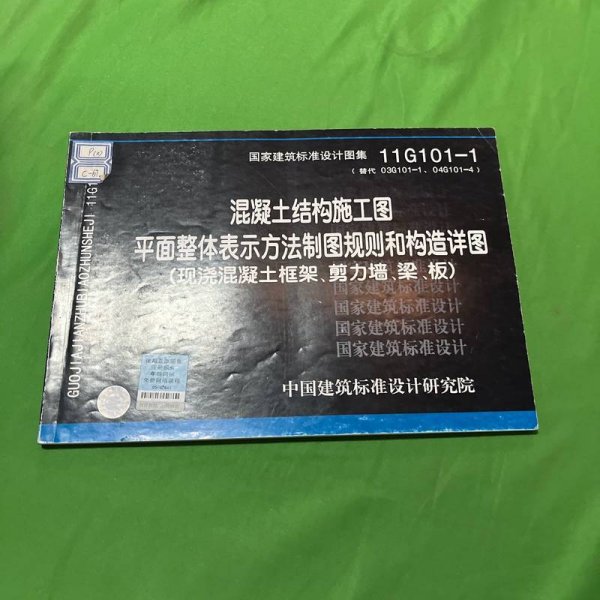 国家建筑标准设计图集 11G101-1
(替代 03G101-1、04G101-4)
混凝土结构施工图
平面整体表示方法制图规则和构造详图
(现浇混凝土框架、剪力墙、梁、板)
国家建筑标准设计
国家建筑标准设计
国家建筑标准设计
国家建筑标准设计
中国建筑标准设计研究院
GUOJIAJIANZHUBIAOZHUNSHEJI 11G1